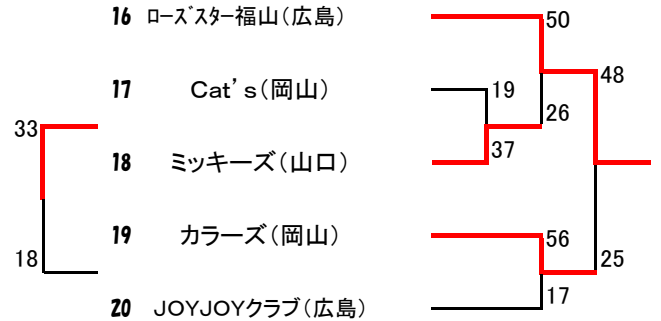 16 ローズスター福山(広島) 50
48
17 Cat's(岡山) 19
26
33
18 ミッキーズ(山口) 37
19 カラーズ(岡山) 56
18 25
17
20 JOYJOYクラブ(広島)